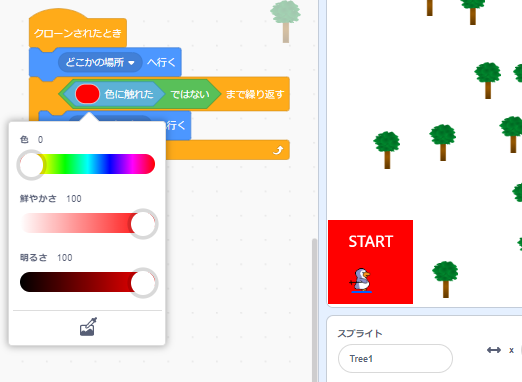 クローンされたとき
どこかの場所 へ行く
色に触れた ではない まで繰り返す
へ行く
色 0
鮮やかさ 100
明るさ 100
START
スプライト
Tree1
x